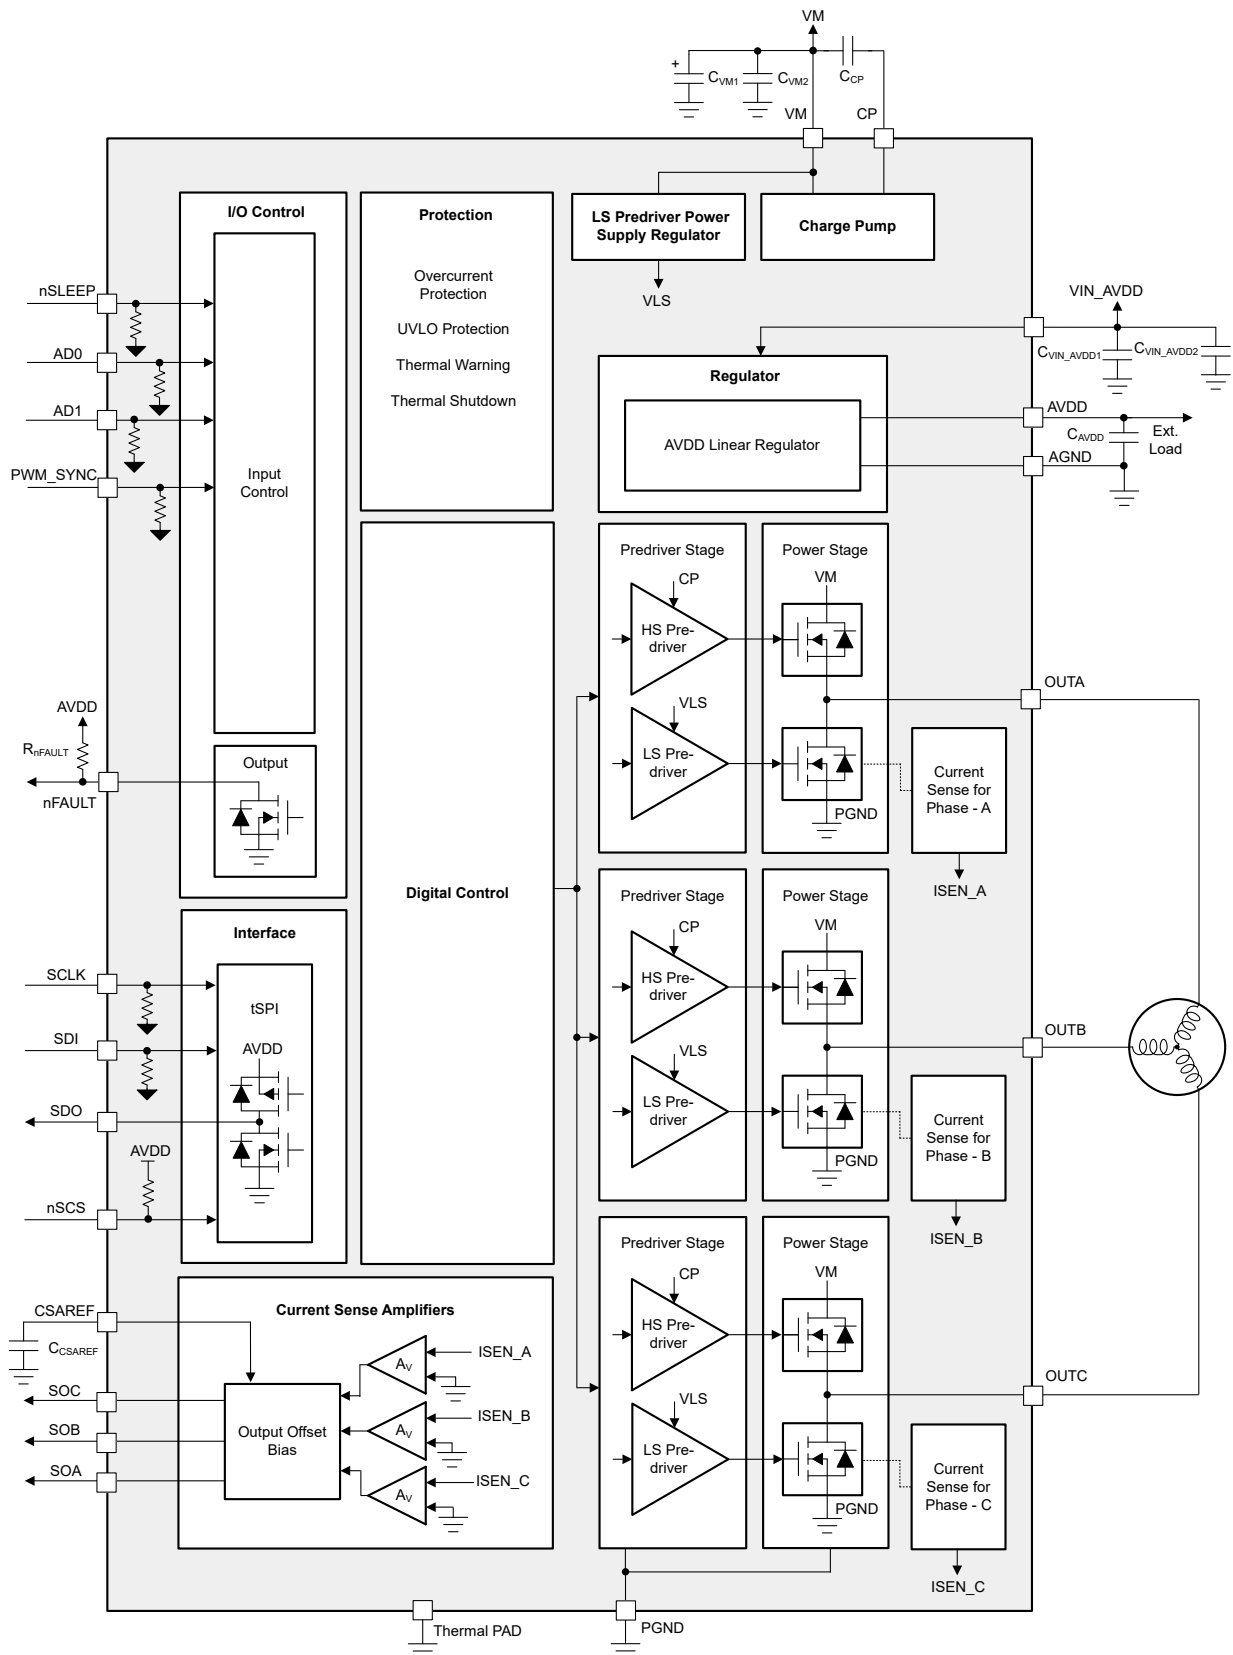 VM
+
CVM1
CVM2
CCP
VM
CP
I/O Control
Input
Control
Protection
Overcurrent
Protection
UVLO Protection
Thermal Warning
Thermal Shutdown
LS Predriver Power
Supply Regulator
Charge Pump
VLS
nSLEEP
AD0
AD1
PWM_SYNC
VIN_AVDD
CVIN_AVDD1
CVIN_AVDD2
Regulator
AVDD Linear Regulator
AVDD
CAVDD
Ext.
Load
AGND
AVDD
RnFAULT
nFAULT
Output
Digital Control
Predriver Stage
CP
HS Pre-
driver
VLS
LS Pre-
driver
Power Stage
VM
PGND
OUTA
Current
Sense for
Phase - A
ISEN_A
Predriver Stage
CP
HS Pre-
driver
VLS
LS Pre-
driver
Power Stage
VM
PGND
OUTB
Current
Sense for
Phase - B
ISEN_B
Interface
tSPI
AVDD
SCLK
SDI
SDO
AVDD
nSCS
Predriver Stage
CP
HS Pre-
driver
VLS
LS Pre-
driver
Power Stage
VM
PGND
OUTC
Current
Sense for
Phase - C
ISEN_C
Current Sense Amplifiers
CSAREF
CCSAREF
SOC
SOB
SOA
Output Offset
Bias
AV
ISEN_A
AV
ISEN_B
AV
ISEN_C
Thermal PAD
PGND